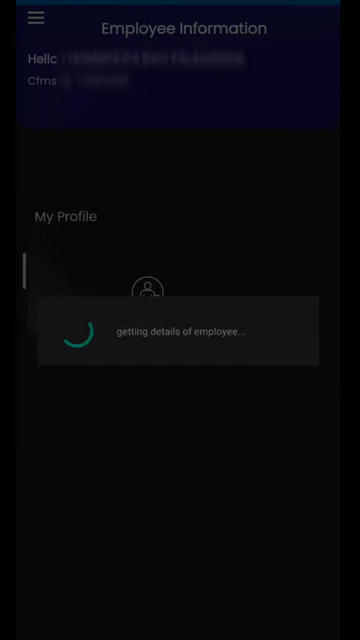 Employee Information
Hello
Cfms
My Profile
getting details of employee...